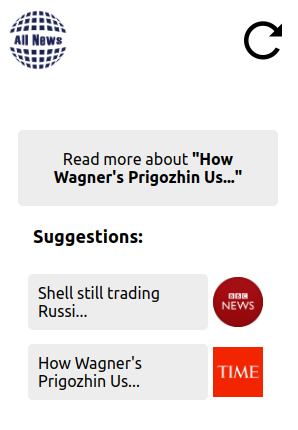 All News
Read more about "How
Wagner's Prigozhin Us..."
Suggestions:
Shell still trading
Russi...
BBC
NEWS
How Wagner's
Prigozhin Us...
TIME